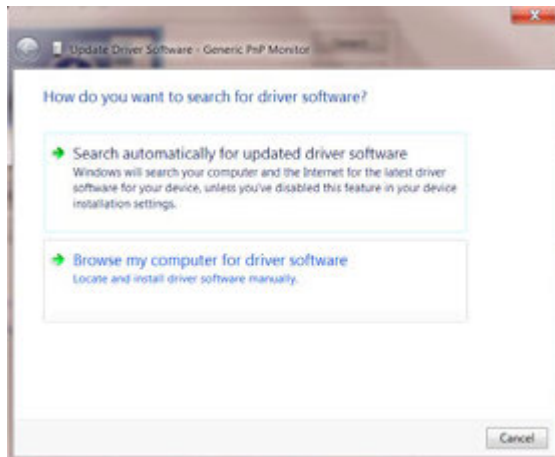 Update Driver Software - Generic PnP Monitor
How do you want to search for driver software?
Search automatically for updated driver software
Windows will search your computer and the Internet for the latest driver
software for your device, unless you've disabled this feature in your device
installation settings.
Browse my computer for driver software
Locate and install driver software manually.
Cancel